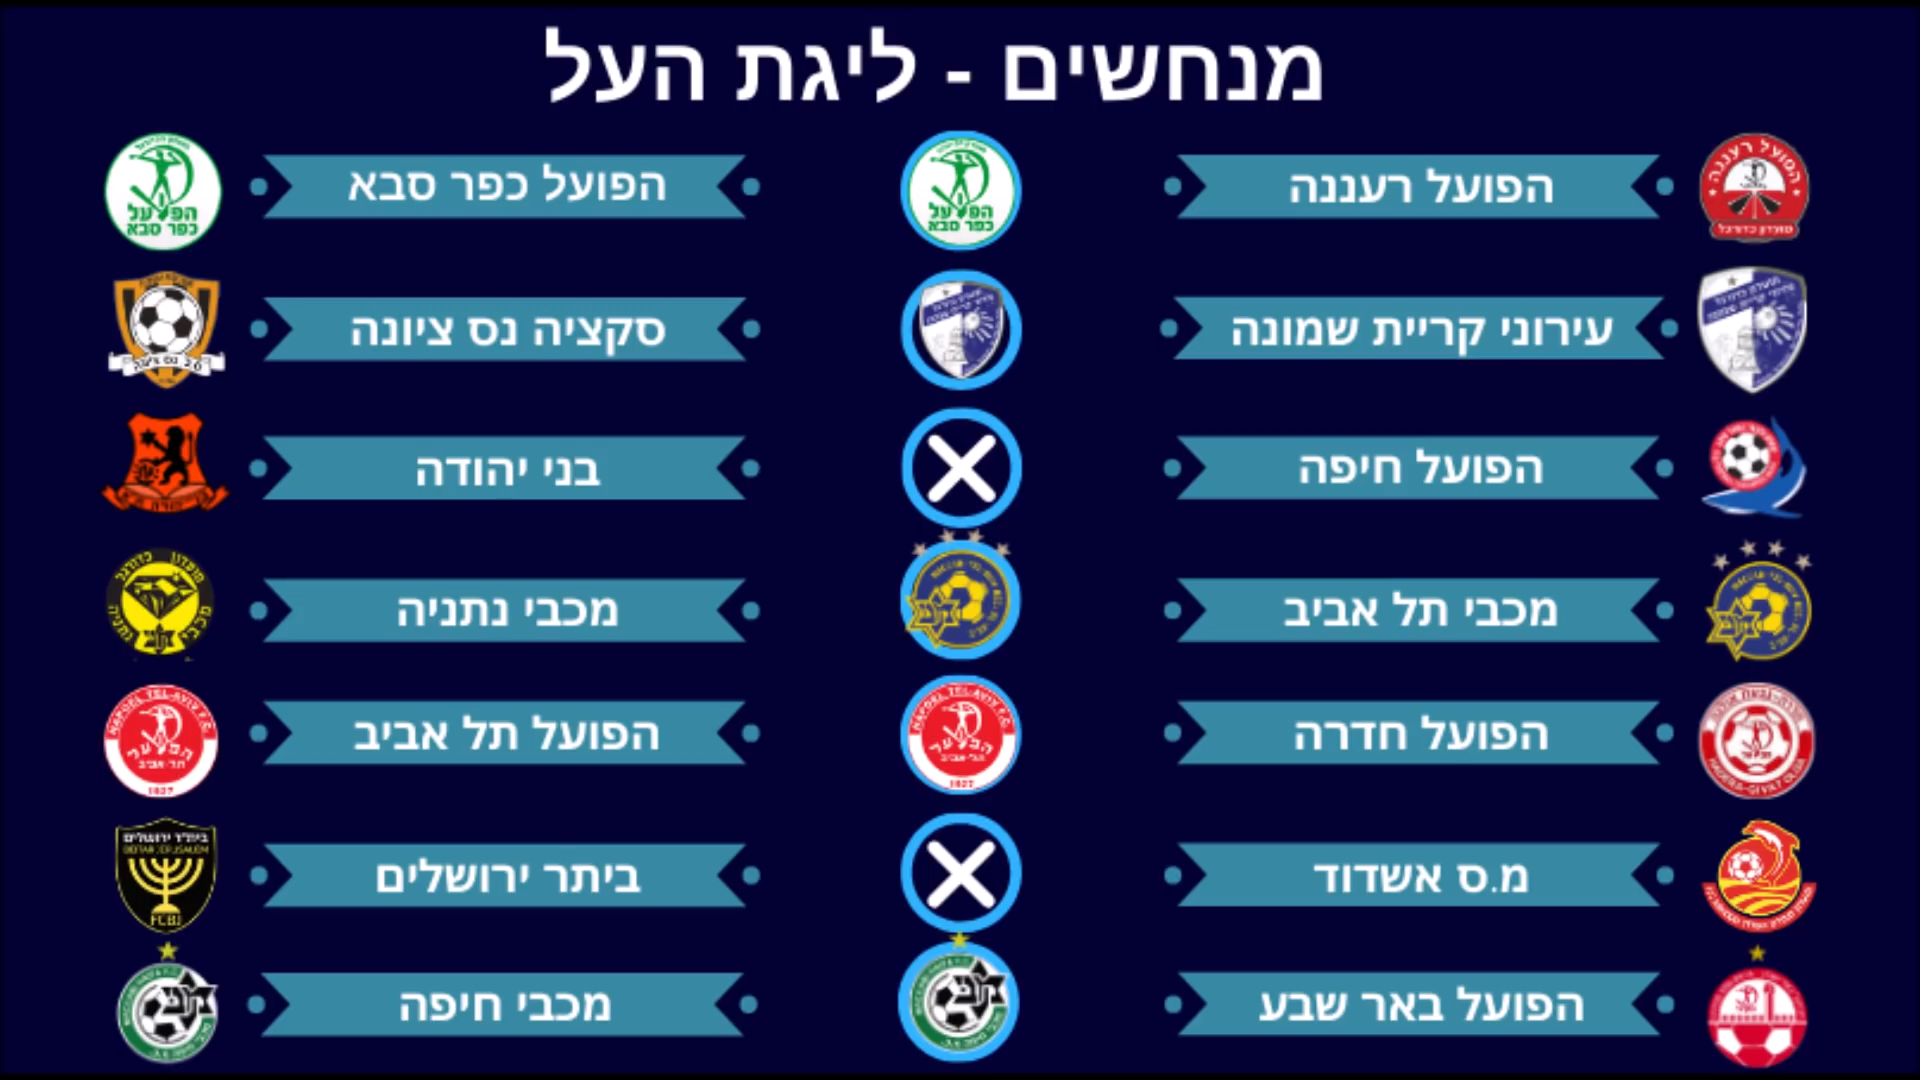 מנחשים - ליגת העל
הפועל רעננה
הפועל כפר סבא
עירוני קריית שמונה
סקציה נס ציונה
הפועל חיפה
בני יהודה
מכבי תל אביב
מכבי נתניה
הפועל חדרה
הפועל תל אביב
מ.ס אשדוד
ביתר ירושלים
הפועל באר שבע
מכבי חיפה